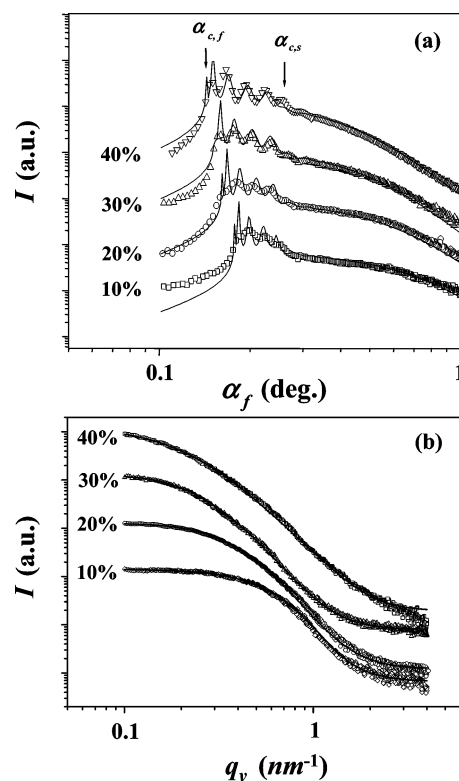 α_{c,f}
α_{c,s}
(a)
I (a.u.)
40%
30%
20%
10%
0.1
1
α_f (deg.)
(b)
I (a.u.)
40%
30%
20%
10%
0.1
1
q_y (nm^{-1})